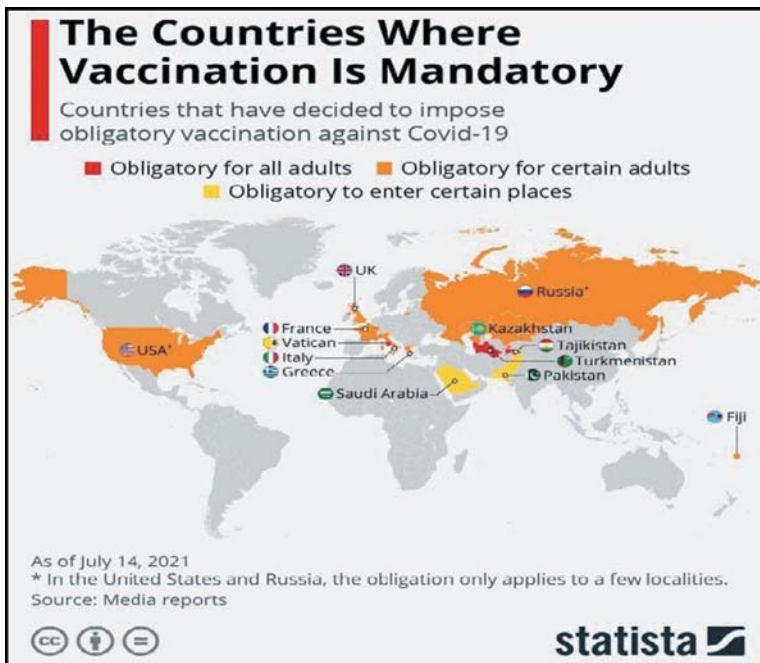 The Countries Where
Vaccination Is Mandatory
Countries that have decided to impose
obligatory vaccination against Covid-19
Obligatory for all adults Obligatory for certain adults
Obligatory to enter certain places
UK
Russia*
USA*
France
Kazakhstan
Vatican
Tajikistan
Italy
Turkmenistan
Greece
Pakistan
Saudi Arabia
Fiji
As of July 14, 2021
* In the United States and Russia, the obligation only applies to a few localities.
Source: Media reports
cc
statista